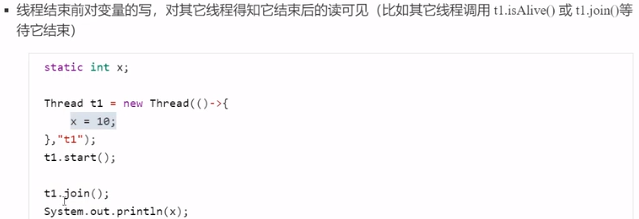 线程结束前对变量的写，对其它线程得知它结束后的读可见（比如其它线程调用 t1.isAlive() 或 t1.join()等
待它结束）
static int x;
Thread t1 = new Thread(()->{
x = 10;
},"t1");
t1.start();
t1.join();
System.out.println(x);